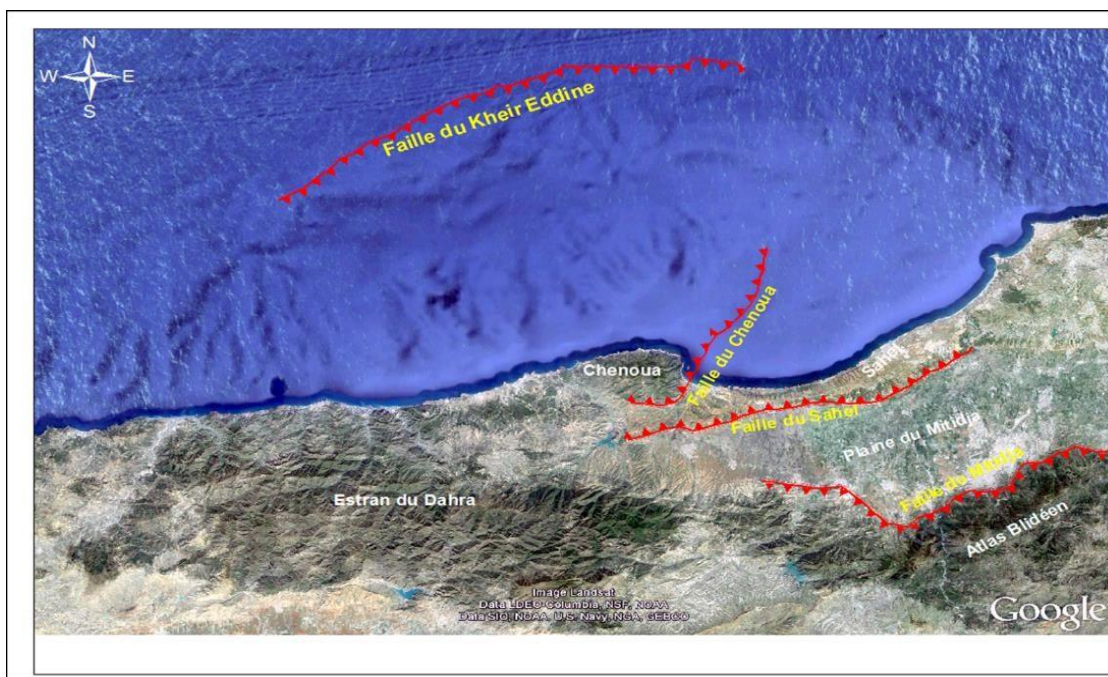 N
W E
S
Faille du Kheir Eddine
Faille du Chenoua
Chenoua
Sahel
Faille du Sahel
Plaine du Mitidja
Faille du Mitidja
Estran du Dahra
Atlas Blidéen
Image Landsat
Data LDEO-Columbia, NSF, NOAA
Data SIO, NOAA, U.S. Navy, NGA, GEBCO
Google